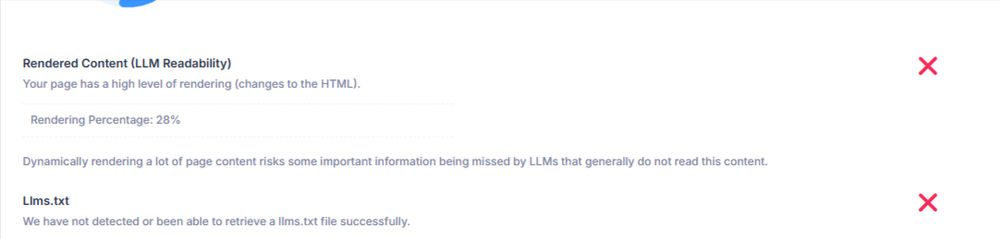 Rendered Content (LLM Readability)
Your page has a high level of rendering (changes to the HTML).
Rendering Percentage: 28%
Dynamically rendering a lot of page content risks some important information being missed by LLMs that generally do not read this content.
Llms.txt
We have not detected or been able to retrieve a llms.txt file successfully.